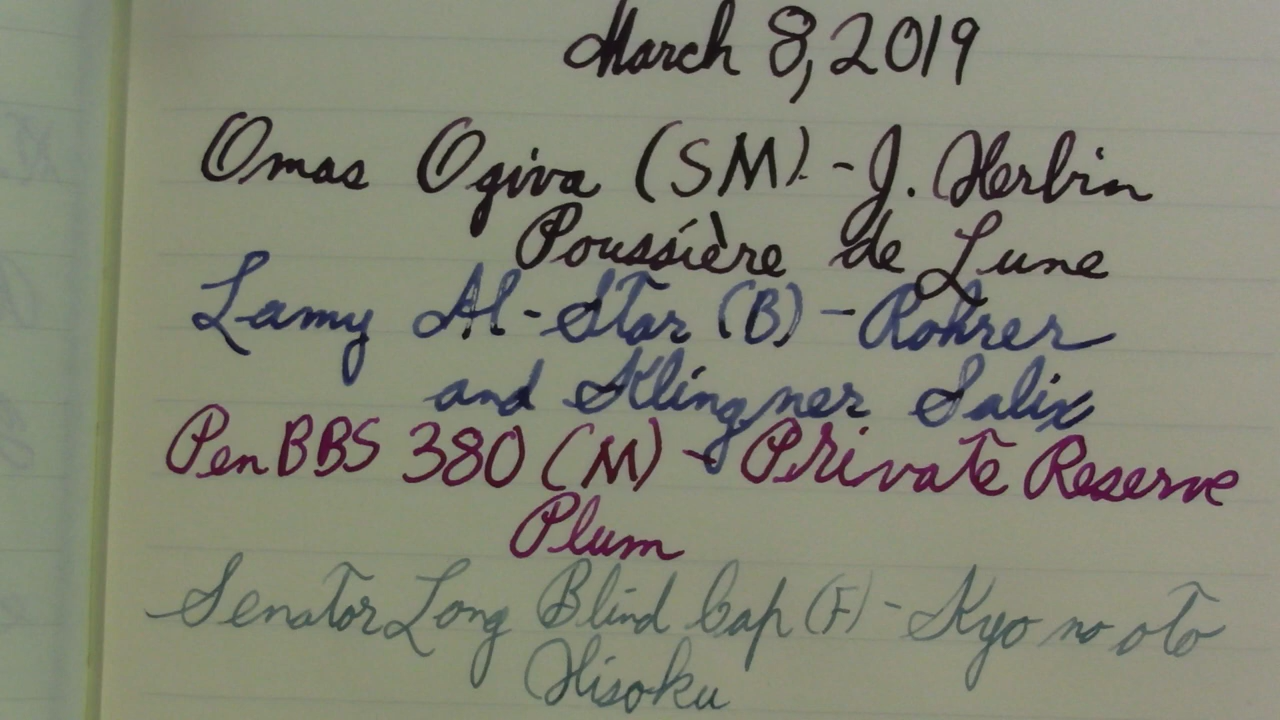 March 8, 2019
Omas Ogiva (SM) - J. Herbin
Poussière de Lune
Lamy Al-Star (B) - Rohrer
and Klingner Salix
PenBBS 380 (M) - Private Reserve
Plum
Senator Long Blind Cap (F) - Kyo no oto
Hisoku